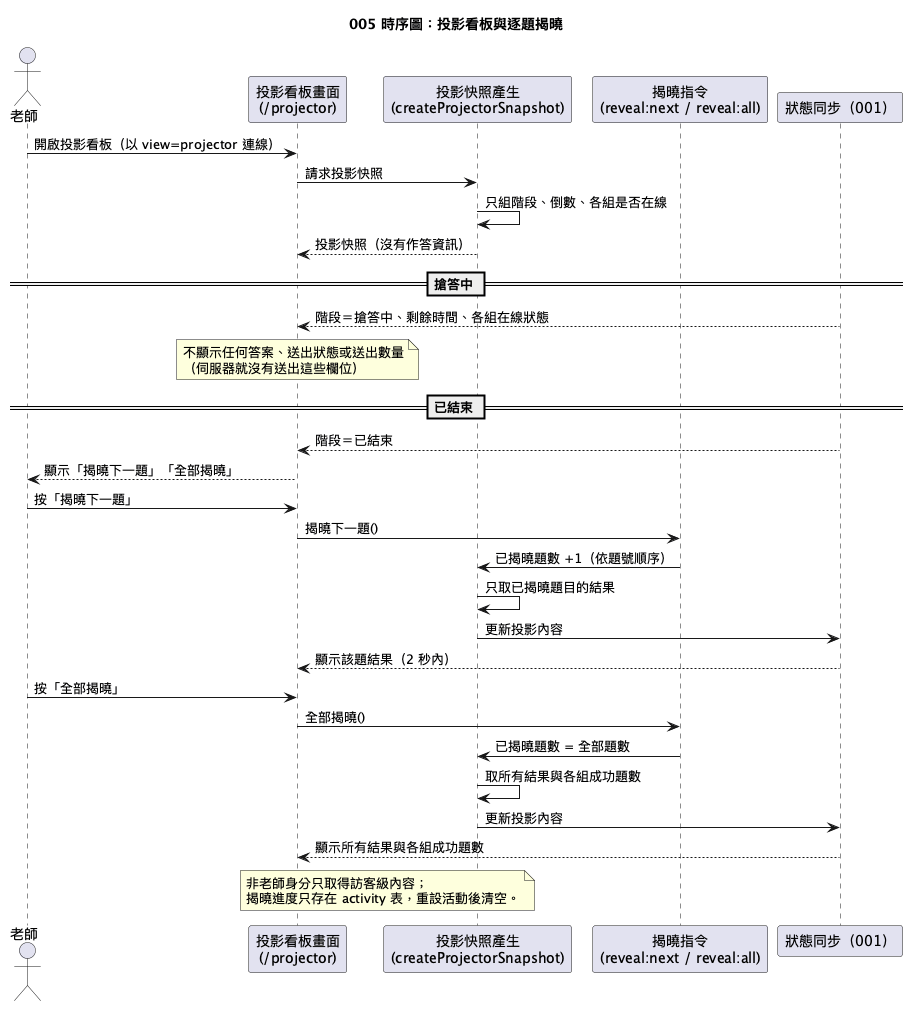 005 時序圖：投影看板與逐題揭曉
老師
投影看板畫面
(/projector)
投影快照產生
(createProjectorSnapshot)
揭曉指令
(reveal:next / reveal:all)
狀態同步（001）
開啟投影看板（以 view=projector 連線）
請求投影快照
只組階段、倒數、各組是否在線
投影快照（沒有作答資訊）
搶答中
階段＝搶答中、剩餘時間、各組在線狀態
不顯示任何答案、送出狀態或送出數量
（伺服器就沒有送出這些欄位）
已結束
階段＝已結束
顯示「揭曉下一題」「全部揭曉」
按「揭曉下一題」
揭曉下一題()
已揭曉題數 +1（依題號順序）
只取已揭曉題目的結果
更新投影內容
顯示該題結果（2 秒內）
按「全部揭曉」
全部揭曉()
已揭曉題數 = 全部題數
取所有結果與各組成功題數
更新投影內容
顯示所有結果與各組成功題數
非老師身分只取得訪客級內容；
揭曉進度只存在 activity 表，重設活動後清空。
老師
投影看板畫面
(/projector)
投影快照產生
(createProjectorSnapshot)
揭曉指令
(reveal:next / reveal:all)
狀態同步（001）